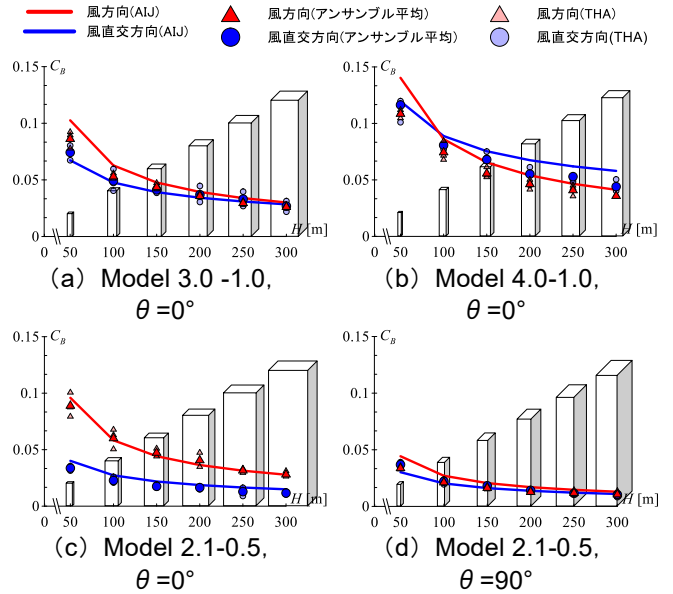 風方向(AIJ) 風方向(アンサンブル平均) 風方向(THA)
風直交方向(AIJ) 風直交方向(アンサンブル平均) 風直交方向(THA)
C_B C_B
0.15 0.15
0.1 0.1
0.05 0.05
H [m] H [m]
0 0
50 100 150 200 250 300 50 100 150 200 250 300
(a) Model 3.0 -1.0, (b) Model 4.0-1.0,
θ=0° θ=0°
C_B C_B
0.15 0.15
0.1 0.1
0.05 0.05
H [m] H [m]
0 0
50 100 150 200 250 300 50 100 150 200 250 300
(c) Model 2.1-0.5, (d) Model 2.1-0.5,
θ=0° θ=90°